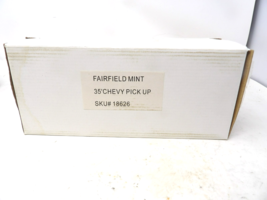 FAIRFIELD MINT
35'CHEVY PICK UP
SKU# 18626